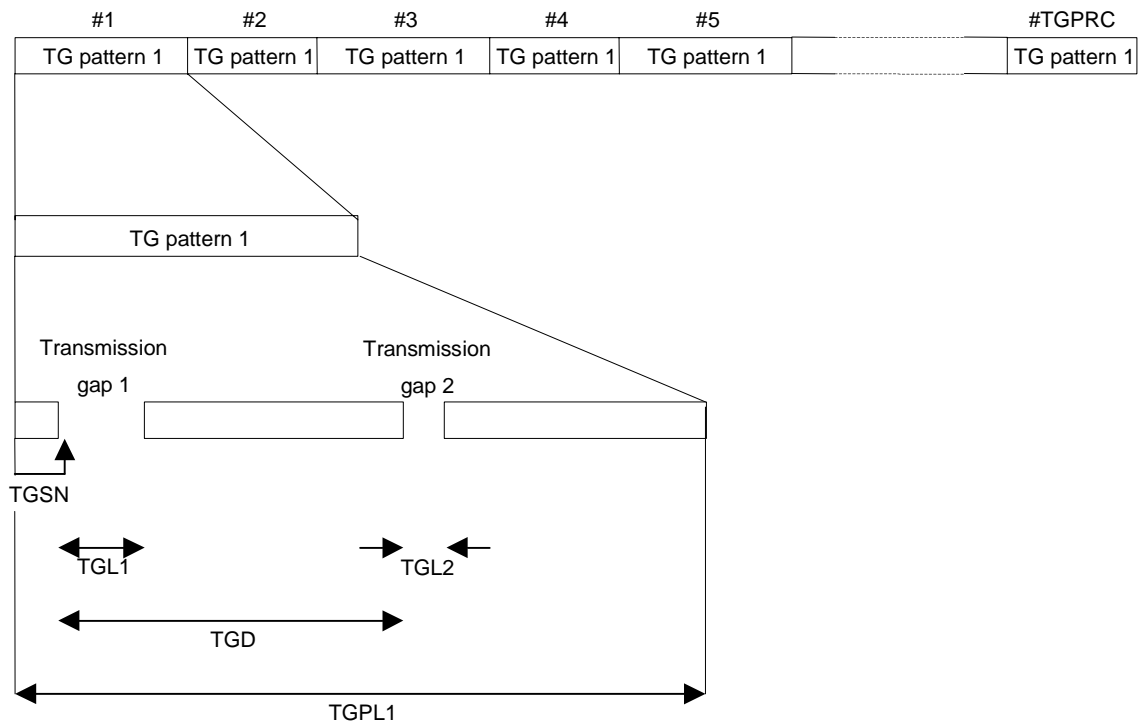 #1 #2 #3 #4 #5 #TGPRC
TG pattern 1 TG pattern 1 TG pattern 1 TG pattern 1 TG pattern 1 TG pattern 1
TG pattern 1
Transmission Transmission
gap 1 gap 2
TGSN
TGL1 TGL2
TGD
TGPL1